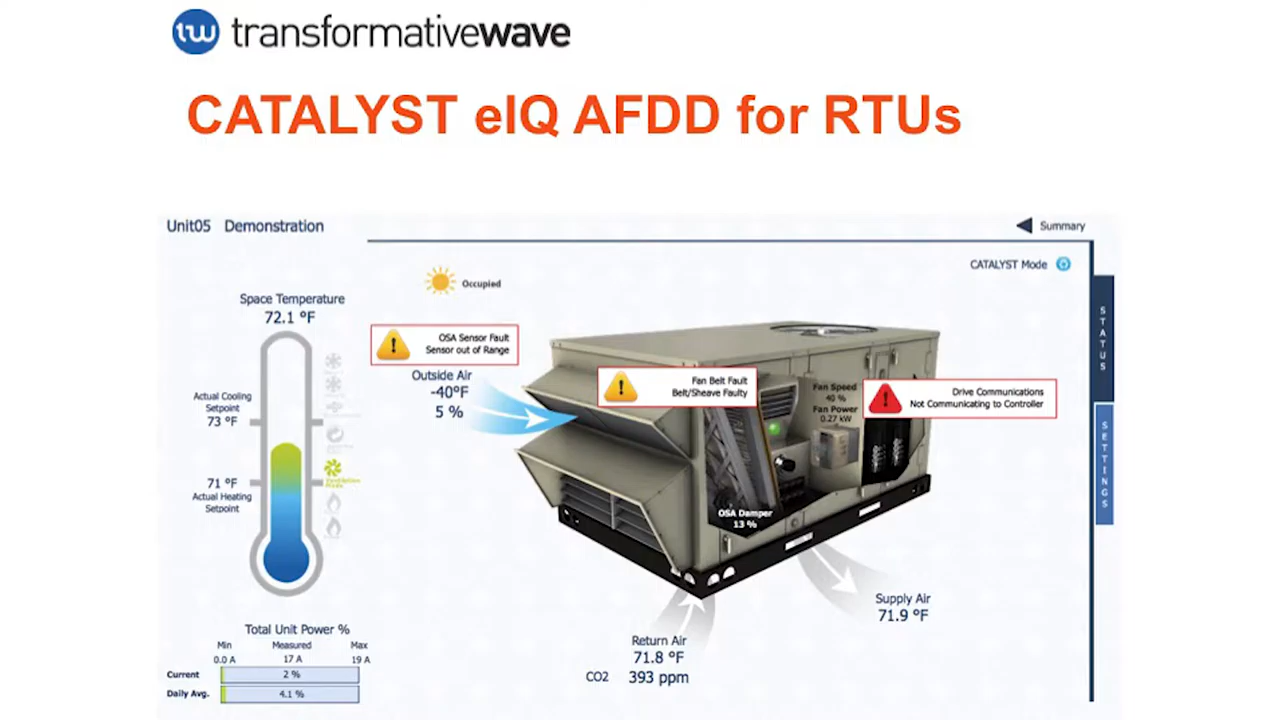 tw transformativewave
CATALYST eIQ AFDD for RTUs
Unit05 Demonstration
Summary
CATALYST Mode
Occupied
Space Temperature
72.1 °F
OSA Sensor Fault
Sensor out of Range
Outside Air
-40°F
5 %
Fan Belt Fault
Belt/Sheave Faulty
Fan Speed
40 %
Fan Power
0.27 kW
Drive Communications
Not Communicating to Controller
STATUS
SETTINGS
Actual Cooling
Setpoint
73 °F
71 °F
Actual Heating
Setpoint
Ventilation
Mode
OSA Damper
13 %
Supply Air
71.9 °F
Return Air
71.8 °F
CO2 393 ppm
Total Unit Power %
Min Measured Max
0.0 A 17 A 19 A
Current 2 %
Daily Avg. 4.1 %